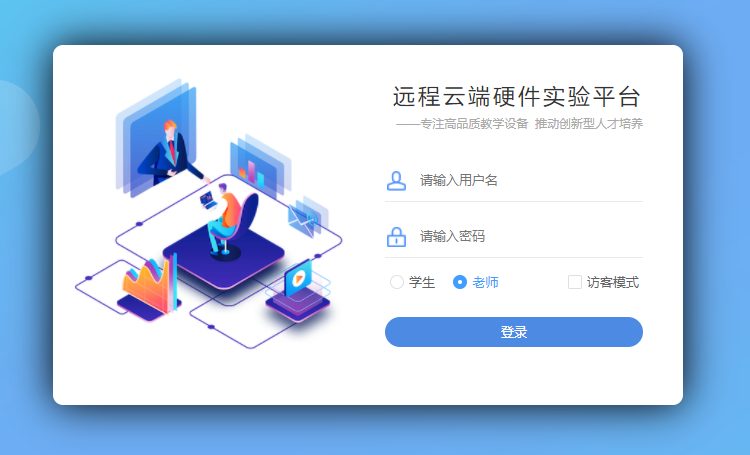 远程云端硬件实验平台
——专注高品质教学设备 推动创新型人才培养
请输入用户名
请输入密码
学生 老师 访客模式
登录